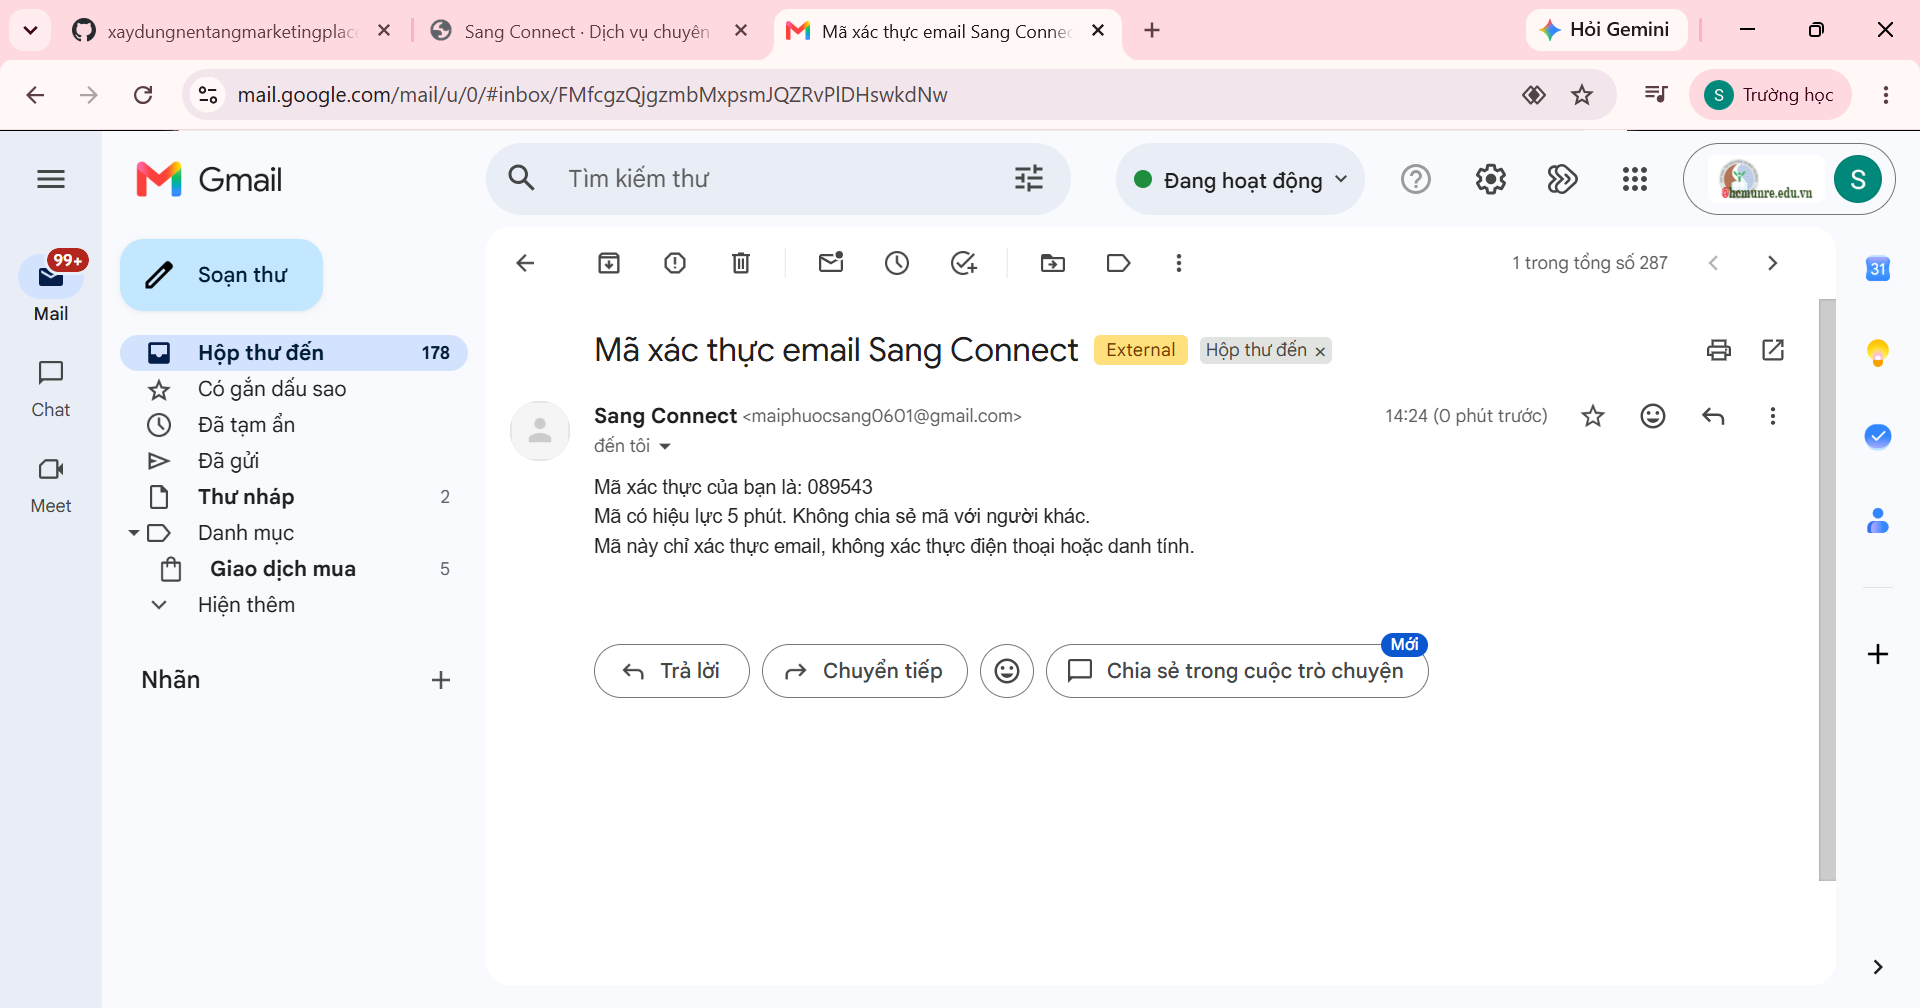 xaydungnentangmarketingplac
Sang Connect · Dịch vụ chuyên
Mã xác thực email Sang Connec
Hỏi Gemini
mail.google.com/mail/u/0/#inbox/FMfcgzQjgzmbMxpsmJQZRvPlDHswkdNw
S
Trường học
Gmail
Tìm kiếm thư
Đang hoạt động
@hcmunre.edu.vn
S
99+
Mail
Chat
Meet
Soạn thư
Hộp thư đến 178
Có gắn dấu sao
Đã tạm ẩn
Đã gửi
Thư nháp 2
Danh mục
Giao dịch mua 5
Hiện thêm
Nhãn
1 trong tổng số 287
31
Mã xác thực email Sang Connect External Hộp thư đến ×
Sang Connect <maiphuocsang0601@gmail.com> 14:24 (0 phút trước)
đến tôi
Mã xác thực của bạn là: 089543
Mã có hiệu lực 5 phút. Không chia sẻ mã với người khác.
Mã này chỉ xác thực email, không xác thực điện thoại hoặc danh tính.
Trả lời
Chuyển tiếp
Chia sẻ trong cuộc trò chuyện
Mới